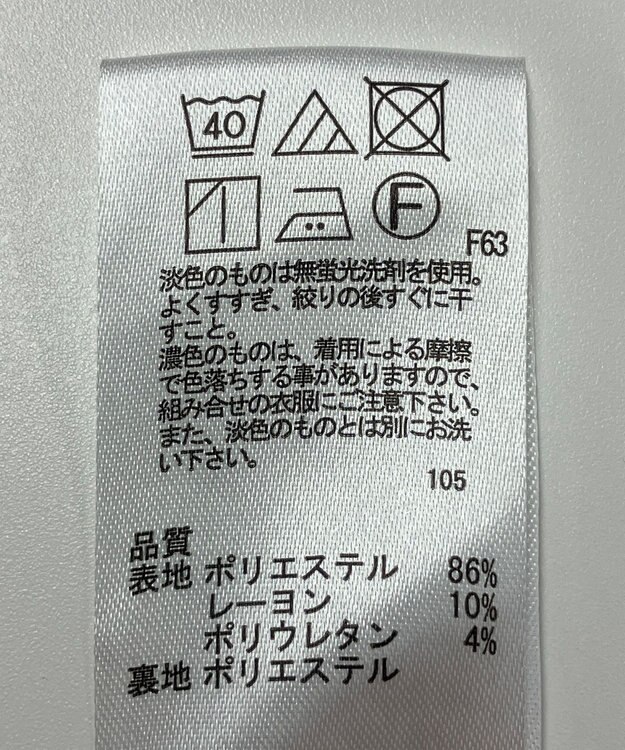 40
F
F63
淡色のものは無蛍光洗剤を使用。
よくすすぎ、絞りの後すぐに干
すこと。
濃色のものは、着用による摩擦
で色落ちする事がありますので、
組み合せの衣服にご注意下さい。
また、淡色のものとは別にお洗
い下さい。
105
品質
表地 ポリエステル 86%
レーヨン 10%
ポリウレタン 4%
裏地 ポリエステル